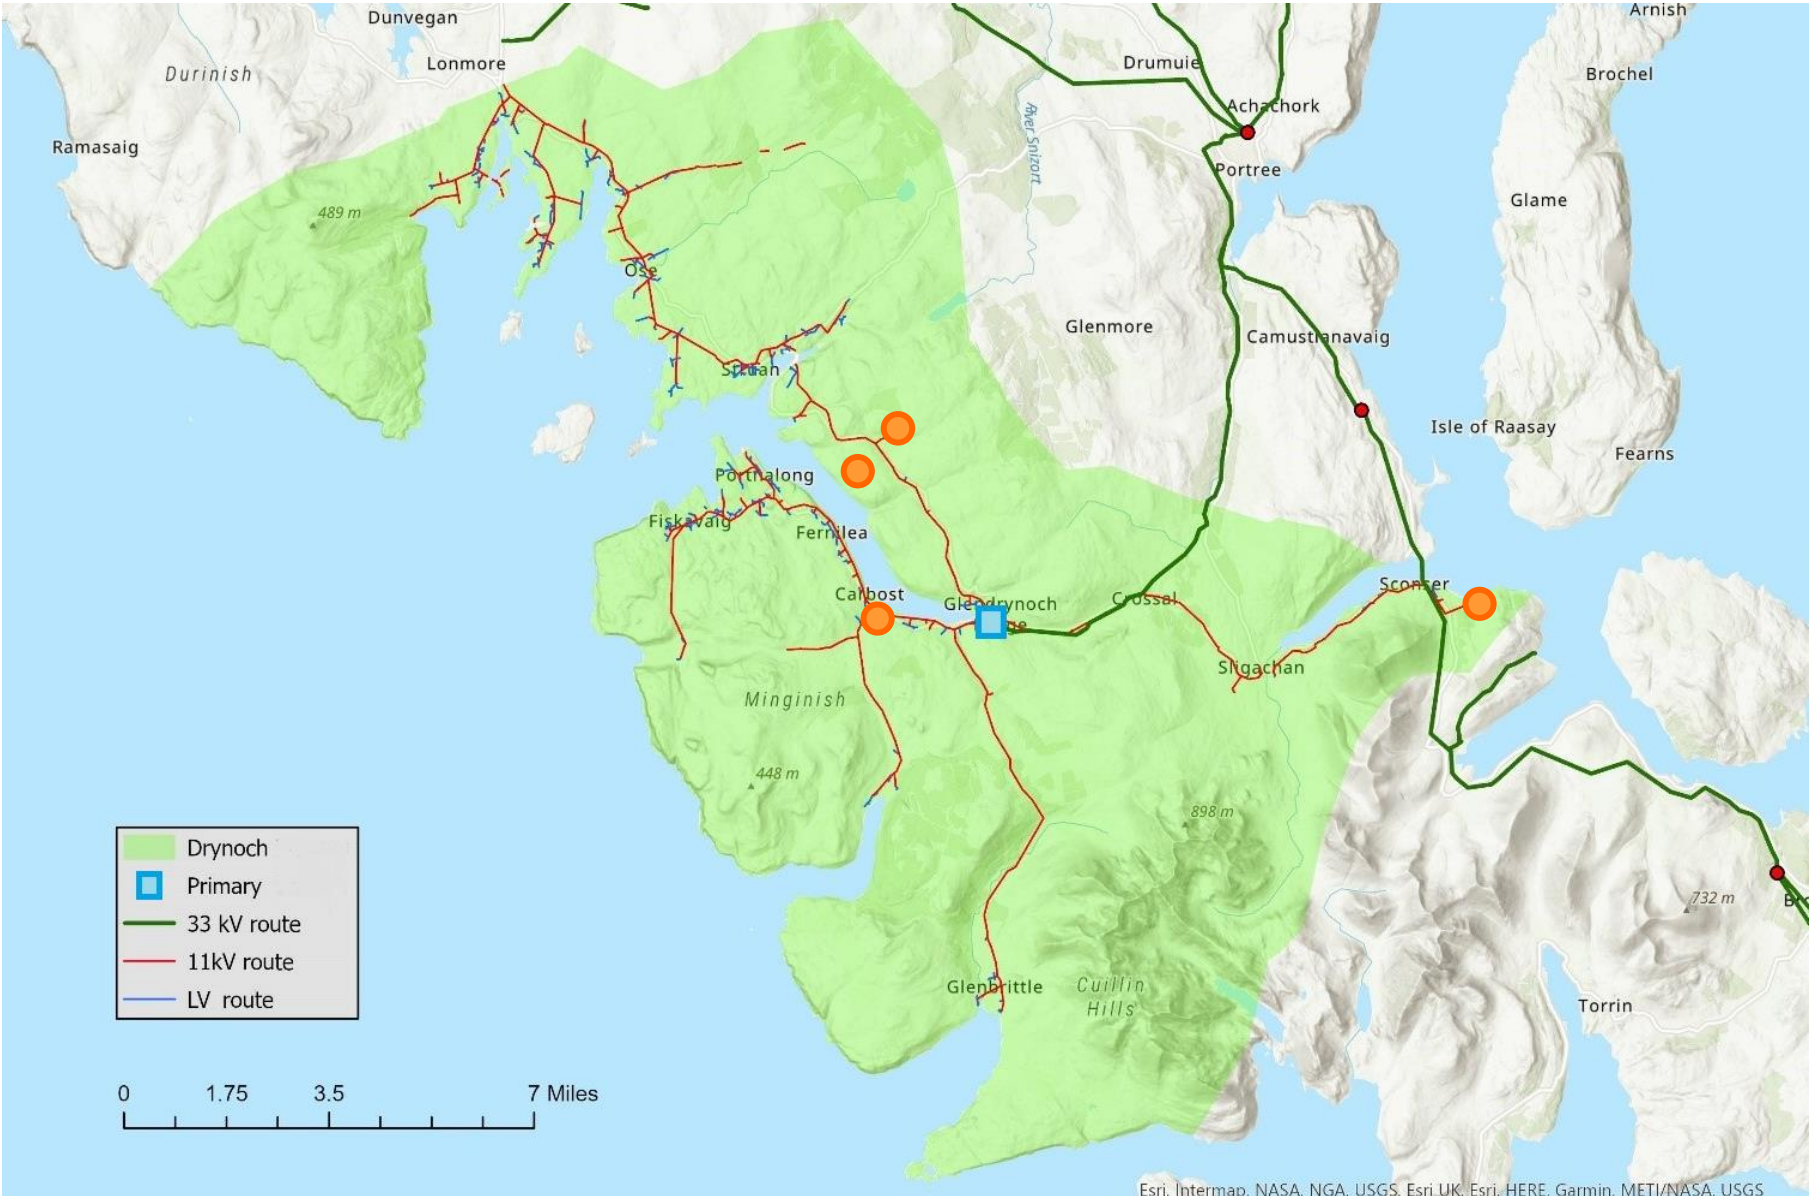 Dunvegan
Arnish
Lonmore
Drumuie
Durinish
Brochel
Achachork
River Snizort
Ramasaig
Portree
Glame
489 m
Ose
Glenmore
Camustianavaig
Struan
Isle of Raasay
Fearns
Portnalong
Fiskavaig
Fernilea
Sconser
Carbost
Glendrynoch
Crossal
Sligachan
Minginish
448 m
898 m
732 m
Drynoch
Primary
33 kV route
11kV route
LV route
Glenbrittle
Cuillin
Hills
Torrin
0 1.75 3.5 7 Miles
Esri, Intermap, NASA, NGA, USGS, Esri UK, Esri, HERE, Garmin, METI/NASA, USGS